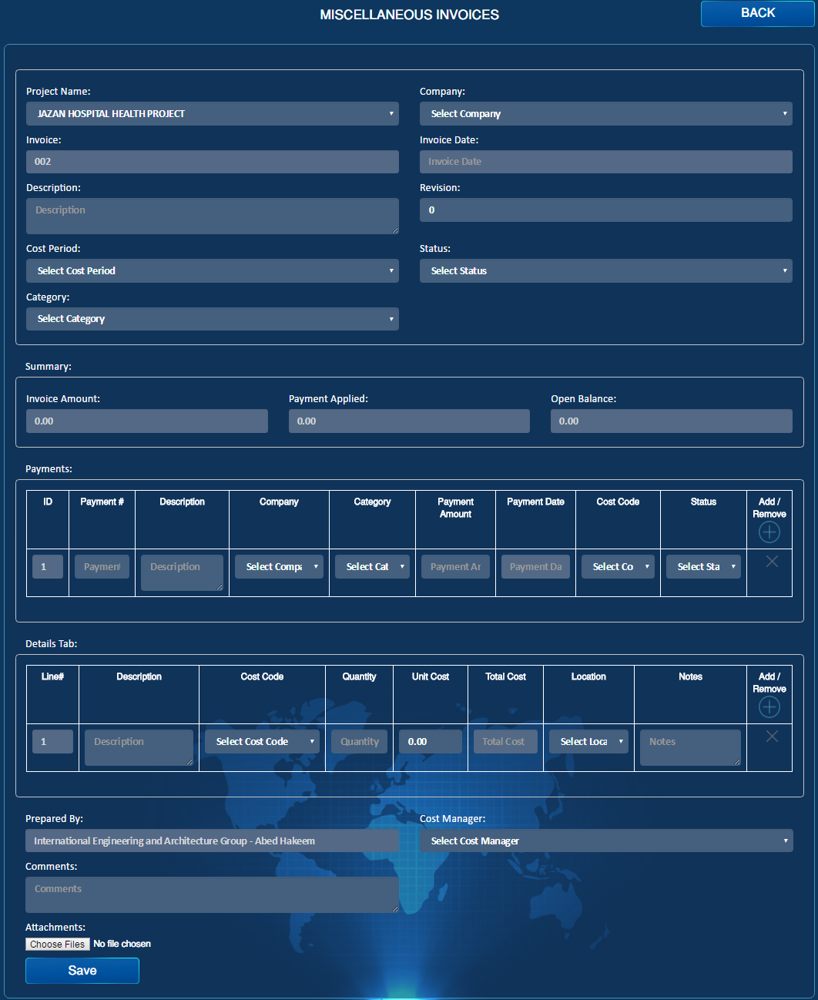 MISCELLANEOUS INVOICES
BACK
Project Name:
Company:
JAZAN HOSPITAL HEALTH PROJECT
Select Company
Invoice:
Invoice Date:
002
Invoice Date
Description:
Revision:
Description
0
Cost Period:
Status:
Select Cost Period
Select Status
Category:
Select Category
Summary:
Invoice Amount:
Payment Applied:
Open Balance:
0.00
0.00
0.00
Payments:
ID
Payment #
Description
Company
Category
Payment Amount
Payment Date
Cost Code
Status
Add / Remove
1
Payment
Description
Select Compa
Select Cat
Payment Ar
Payment Da
Select Co
Select Sta
Details Tab:
Line#
Description
Cost Code
Quantity
Unit Cost
Total Cost
Location
Notes
Add / Remove
1
Description
Select Cost Code
Quantity
0.00
Total Cost
Select Loca
Notes
Prepared By:
Cost Manager:
International Engineering and Architecture Group - Abed Hakeem
Select Cost Manager
Comments:
Comments
Attachments:
Choose Files No file chosen
Save